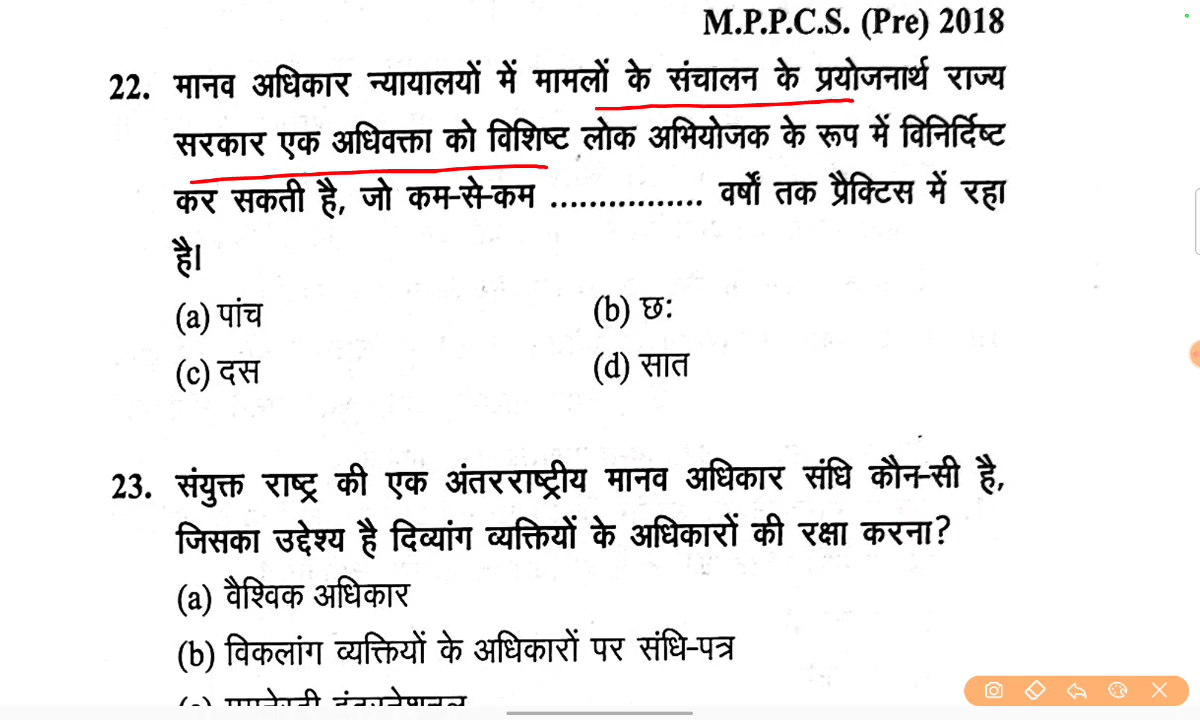 M.P.P.C.S. (Pre) 2018
22. मानव अधिकार न्यायालयों में मामलों के संचालन के प्रयोजनार्थ राज्य
सरकार एक अधिवक्ता को विशिष्ट लोक अभियोजक के रूप में विनिर्दिष्ट
कर सकती है, जो कम-से-कम ................ वर्षों तक प्रैक्टिस में रहा
है।
(a) पांच (b) छः
(c) दस (d) सात
23. संयुक्त राष्ट्र की एक अंतरराष्ट्रीय मानव अधिकार संधि कौन-सी है,
जिसका उद्देश्य है दिव्यांग व्यक्तियों के अधिकारों की रक्षा करना?
(a) वैश्विक अधिकार
(b) विकलांग व्यक्तियों के अधिकारों पर संधि-पत्र